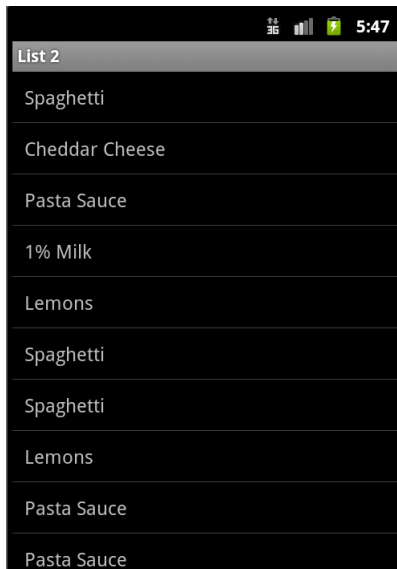 3G 5:47
List 2
Spaghetti
Cheddar Cheese
Pasta Sauce
1% Milk
Lemons
Spaghetti
Spaghetti
Lemons
Pasta Sauce
Pasta Sauce